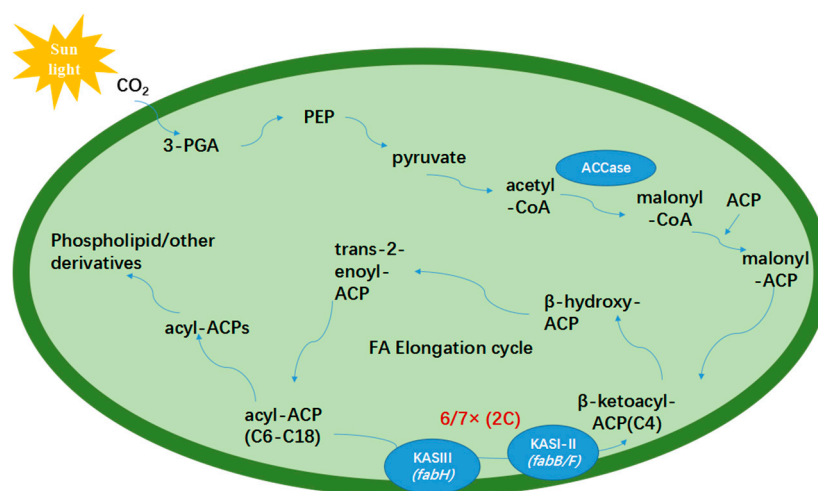 Sun
light
CO₂
3-PGA
PEP
pyruvate
acetyl
-CoA
ACCase
malonyl
-CoA
ACP
malonyl
-ACP
Phospholipid/other
derivatives
trans-2-
enoyl-
ACP
β-hydroxy-
ACP
acyl-ACPs
FA Elongation cycle
acyl-ACP
(C6-C18)
6/7× (2C)
β-ketoacyl-
ACP(C4)
KASIII
(fabH)
KASI-II
(fabB/F)